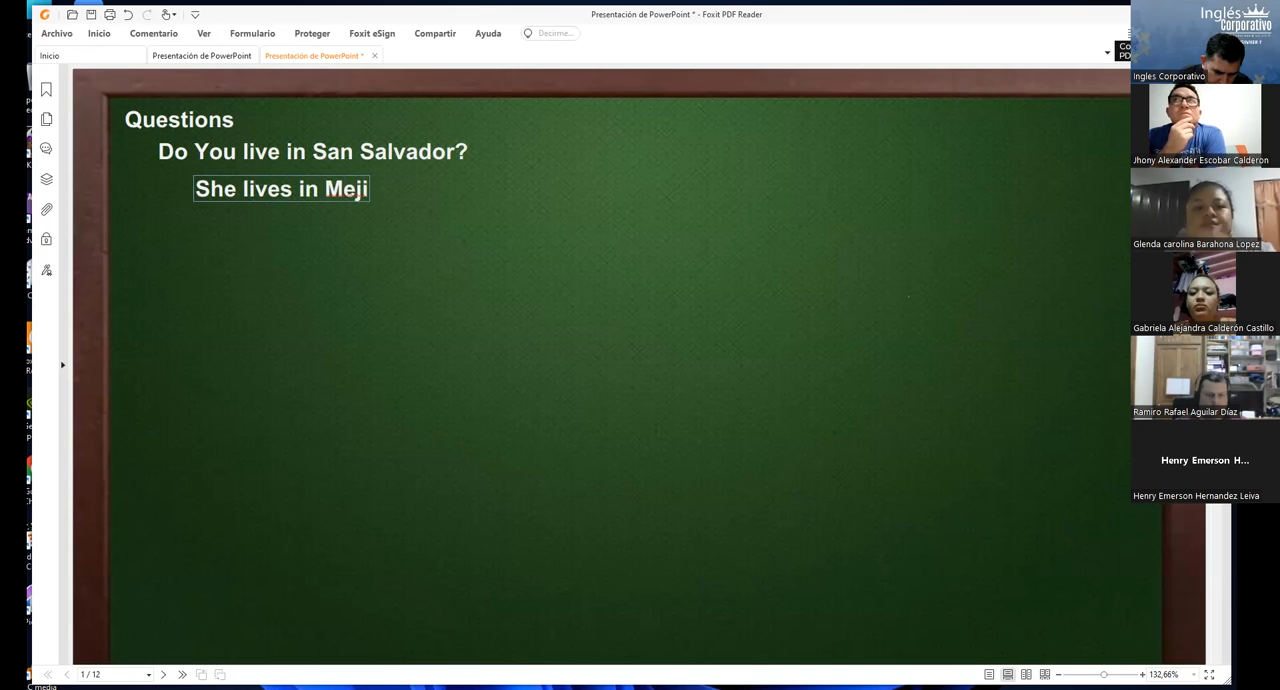 Presentación de PowerPoint * - Foxit PDF Reader
Archivo Inicio Comentario Ver Formulario Proteger Foxit eSign Compartir Ayuda Decirme...
Inicio Presentación de PowerPoint Presentación de PowerPoint *
Questions
Do You live in San Salvador?
She lives in Meji
Inglés
Corporativo
Ingles Corporativo
Jhony Alexander Escobar Calderon
Glenda carolina Barahona Lopez
Gabriela Alejandra Calderón Castillo
Ramiro Rafael Aguilar Díaz
Henry Emerson H...
Henry Emerson Hernandez Leiva
1 / 12
132,66%
C media